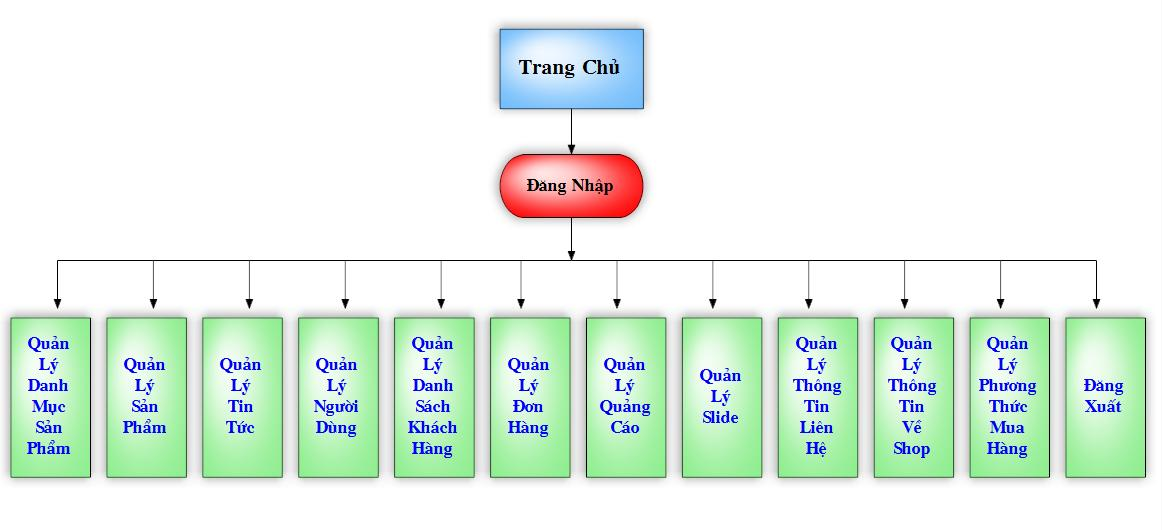 Trang Chủ
Đăng Nhập
Quản
Lý
Danh
Mục
Sản
Phẩm
Quản
Lý
Sản
Phẩm
Quản
Lý
Tin
Tức
Quản
Lý
Người
Dùng
Quản
Lý
Danh
Sách
Khách
Hàng
Quản
Lý
Đơn
Hàng
Quản
Lý
Quảng
Cáo
Quản
Lý
Slide
Quản
Lý
Thông
Tin
Liên
Hệ
Quản
Lý
Thông
Tin
Về
Shop
Quản
Lý
Phương
Thức
Mua
Hàng
Đăng
Xuất